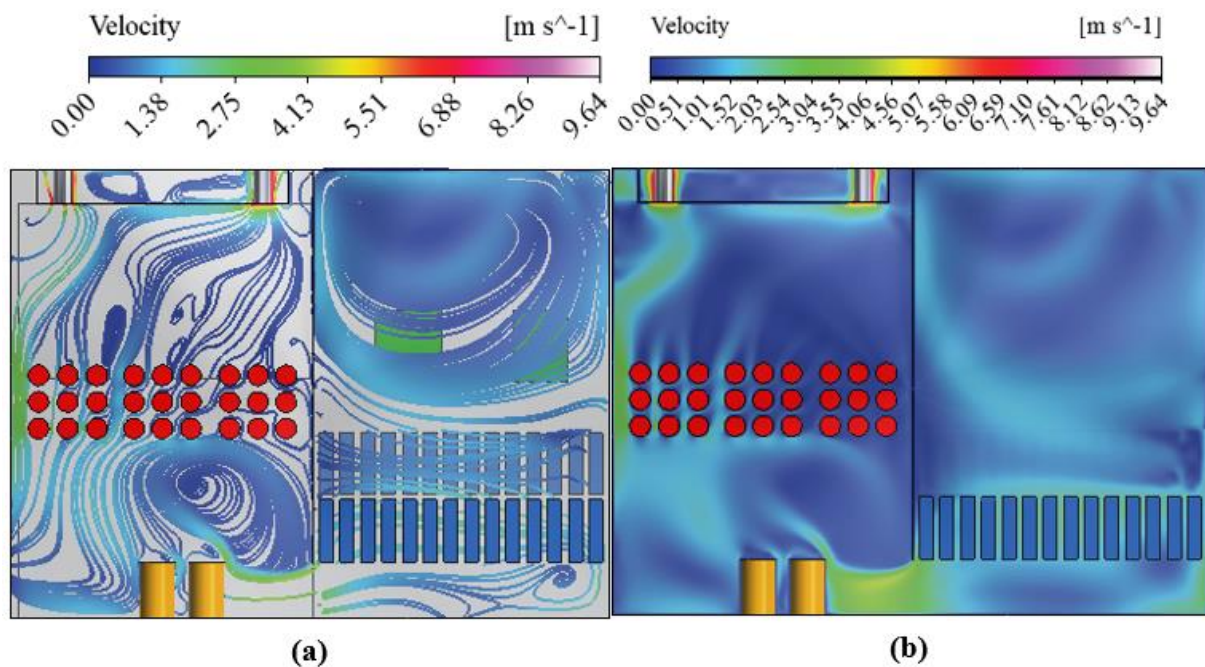 Velocity [m s^-1]
0.00 1.38 2.75 4.13 5.51 6.88 8.26 9.64
Velocity [m s^-1]
0.00 0.51 1.01 1.52 2.03 2.54 3.04 3.55 4.06 4.56 5.07 5.58 6.09 6.59 7.10 7.61 8.12 8.62 9.13 9.64
(a)
(b)